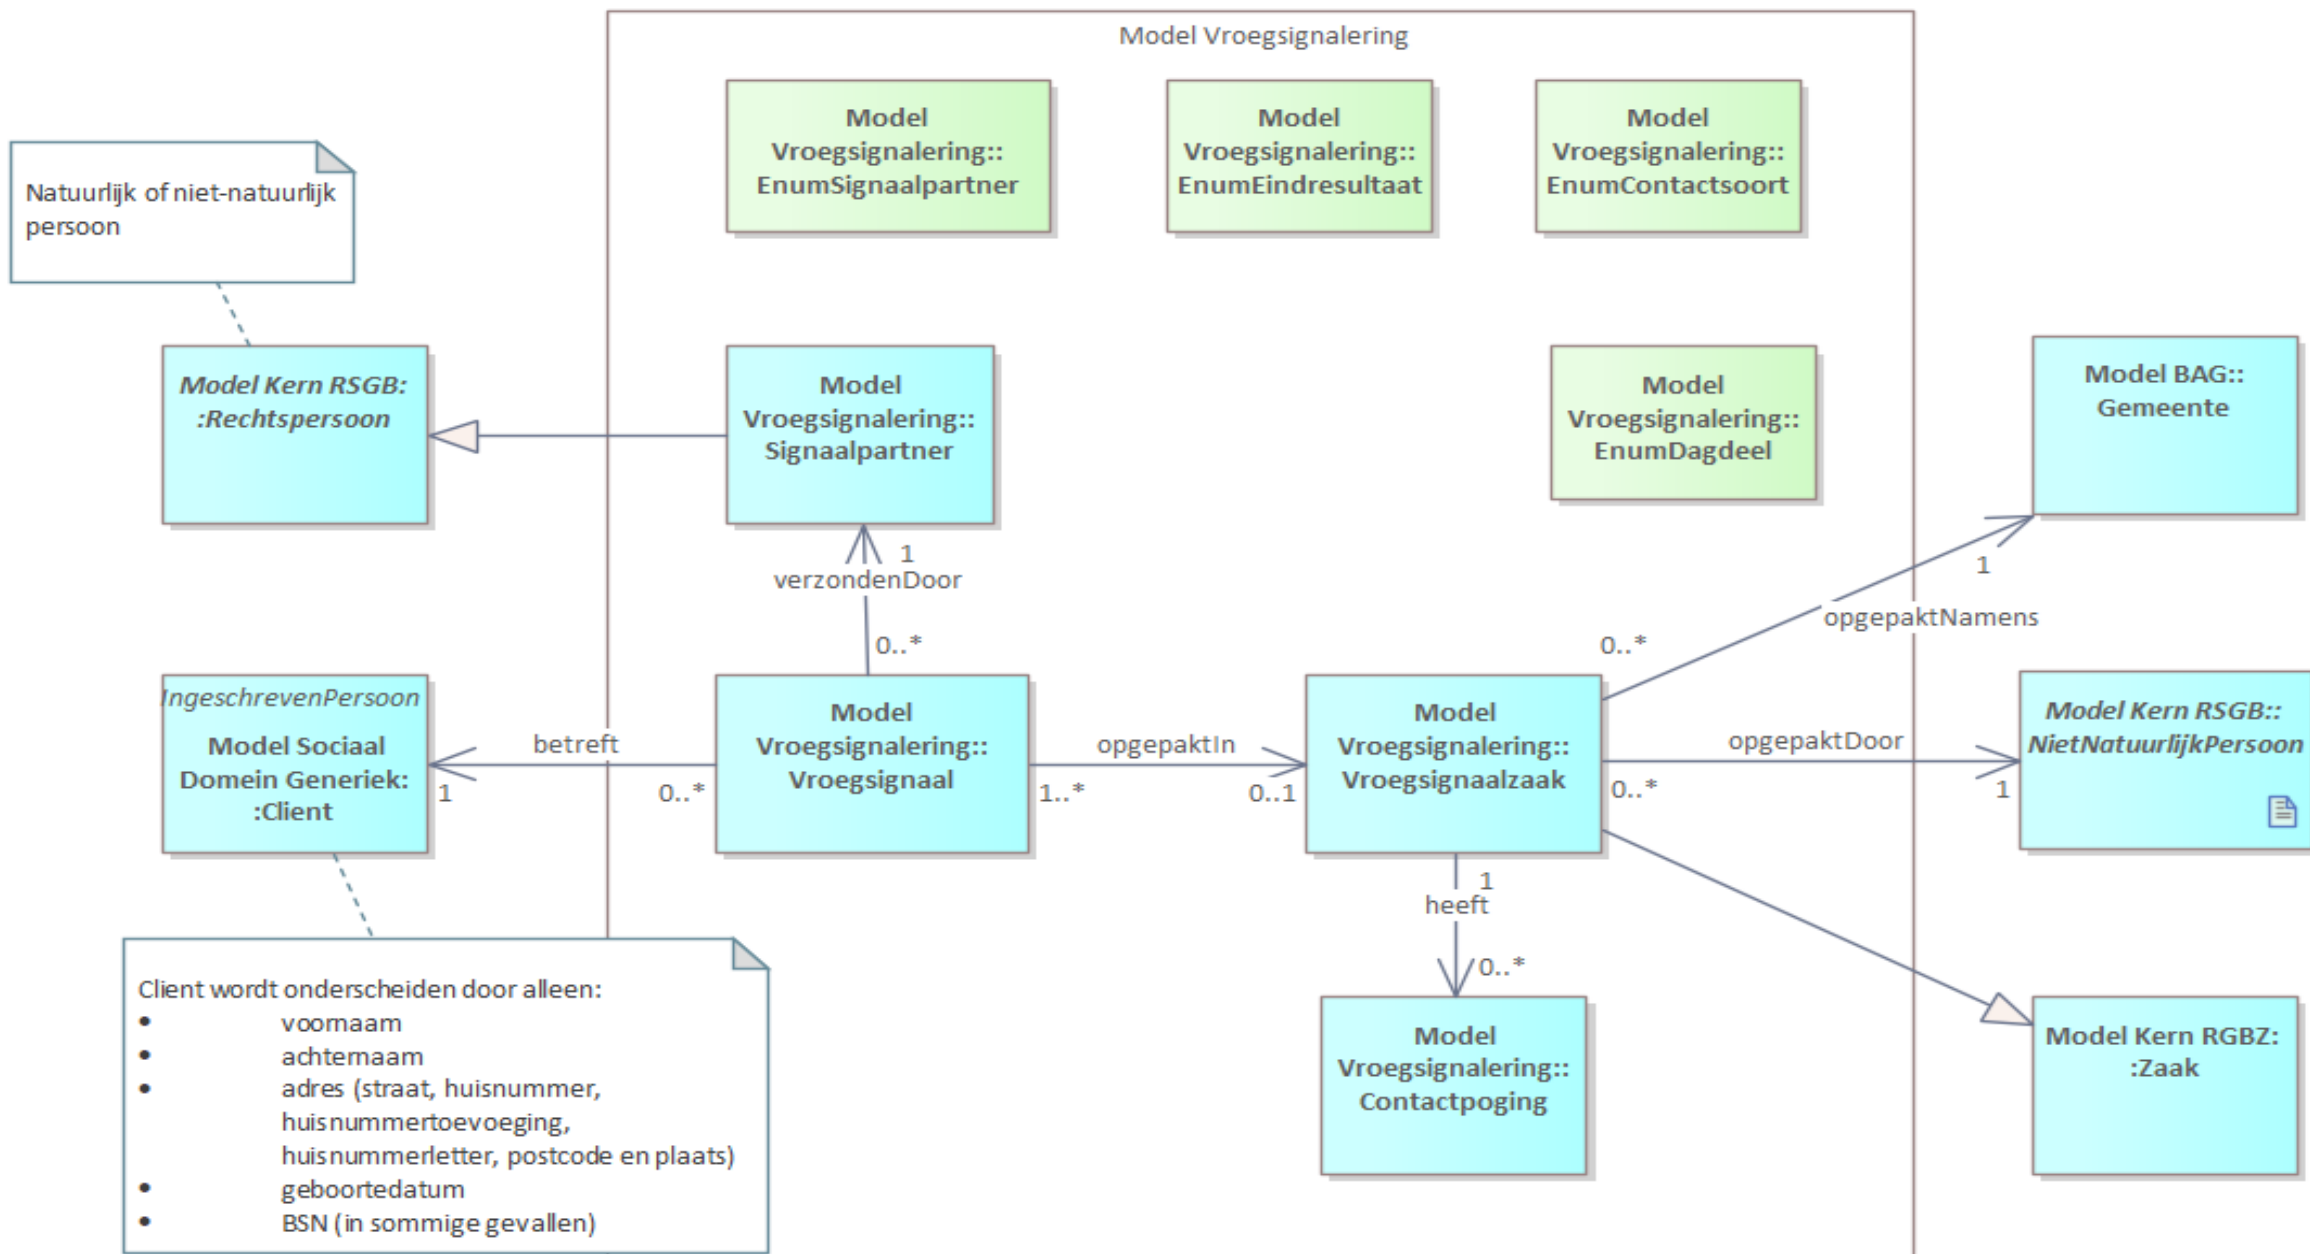 Model Vroegsignalering
Model
Vroegsignalering::
EnumSignaalpartner
Model
Vroegsignalering::
EnumEindresultaat
Model
Vroegsignalering::
EnumContactsoort
Natuurlijk of niet-natuurlijk
persoon
Model Kern RSGB:
:Rechtspersoon
Model
Vroegsignalering::
Signaalpartner
Model
Vroegsignalering::
EnumDagdeel
Model BAG::
Gemeente
1
verzondenDoor
0..*
1
opgepaktNamens
0..*
IngeschrevenPersoon
Model Sociaal
Domein Generiek:
:Client
betreft
1
0..*
Model
Vroegsignalering::
Vroegsignaal
opgepaktIn
1..*
0..1
Model
Vroegsignalering::
Vroegsignaalzaak
opgepaktDoor
0..*
1
Model Kern RSGB::
NietNatuurlijkPersoon
1
heeft
0..*
Model
Vroegsignalering::
Contactpoging
Model Kern RGBZ:
:Zaak
Client wordt onderscheiden door alleen:
• voornaam
• achternaam
• adres (straat, huisnummer,
huisnummertoevoeging,
huisnummerletter, postcode en plaats)
• geboortedatum
• BSN (in sommige gevallen)